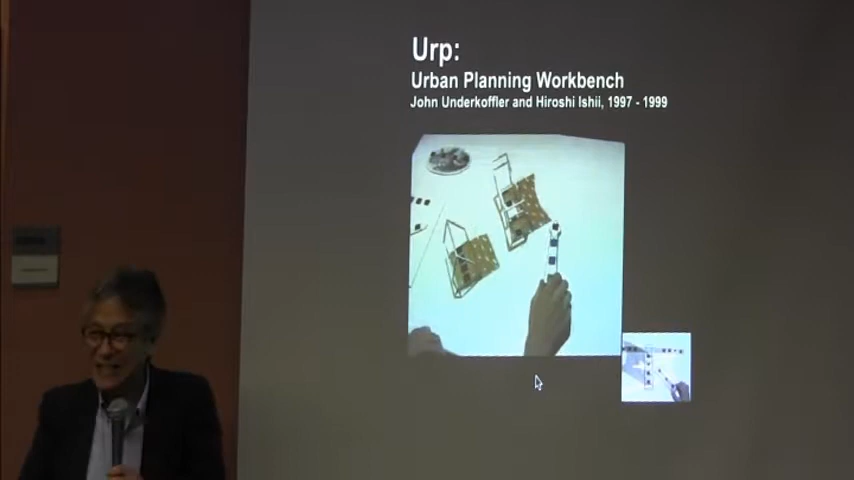 Urp:
Urban Planning Workbench
John Underkoffler and Hiroshi Ishii, 1997 - 1999